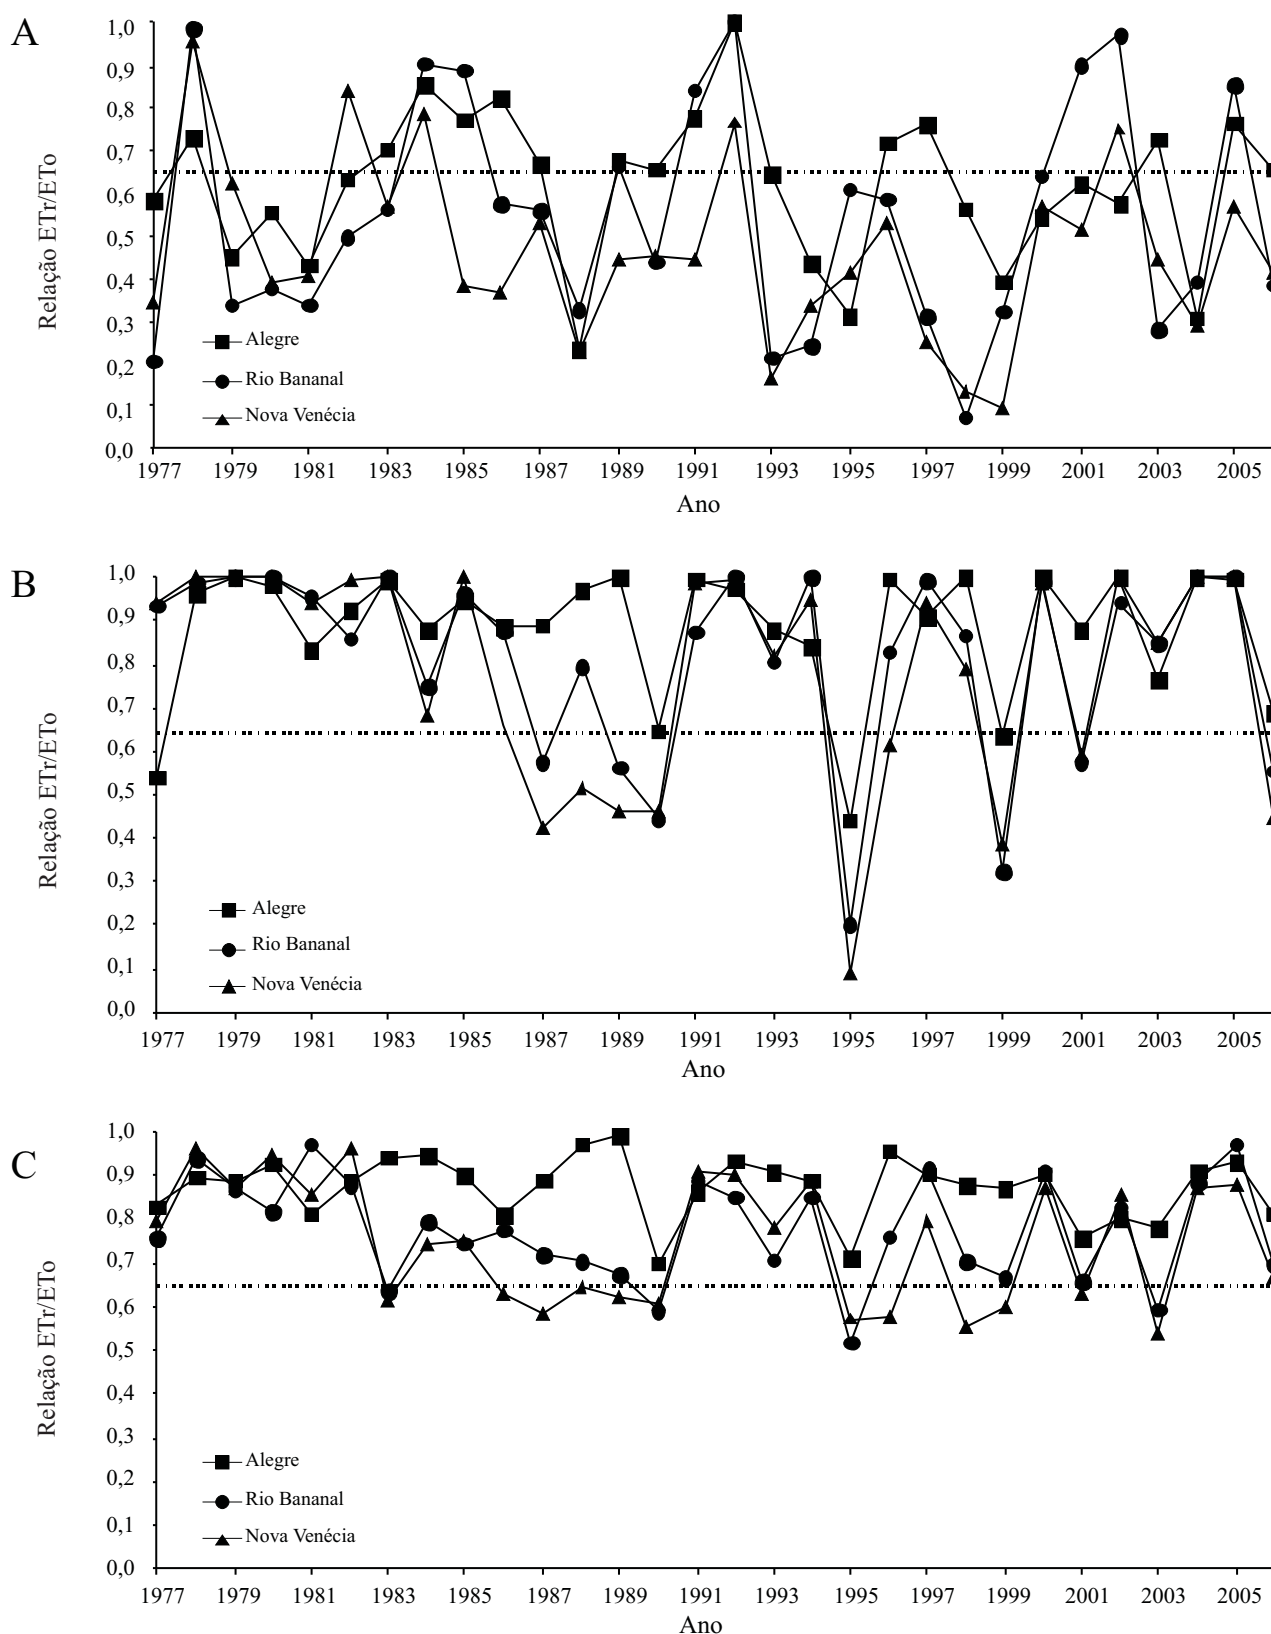 A
Relação ETr/ETo
1,0
0,9
0,8
0,7
0,6
0,5
0,4
0,3
0,2
0,1
0,0
Alegre
Rio Bananal
Nova Venécia
1977 1979 1981 1983 1985 1987 1989 1991 1993 1995 1997 1999 2001 2003 2005
Ano
B
Relação ETr/ETo
1,0
0,9
0,8
0,7
0,6
0,5
0,4
0,3
0,2
0,1
0,0
Alegre
Rio Bananal
Nova Venécia
1977 1979 1981 1983 1985 1987 1989 1991 1993 1995 1997 1999 2001 2003 2005
Ano
C
Relação ETr/ETo
1,0
0,9
0,8
0,7
0,6
0,5
0,4
0,3
0,2
0,1
0,0
Alegre
Rio Bananal
Nova Venécia
1977 1979 1981 1983 1985 1987 1989 1991 1993 1995 1997 1999 2001 2003 2005
Ano